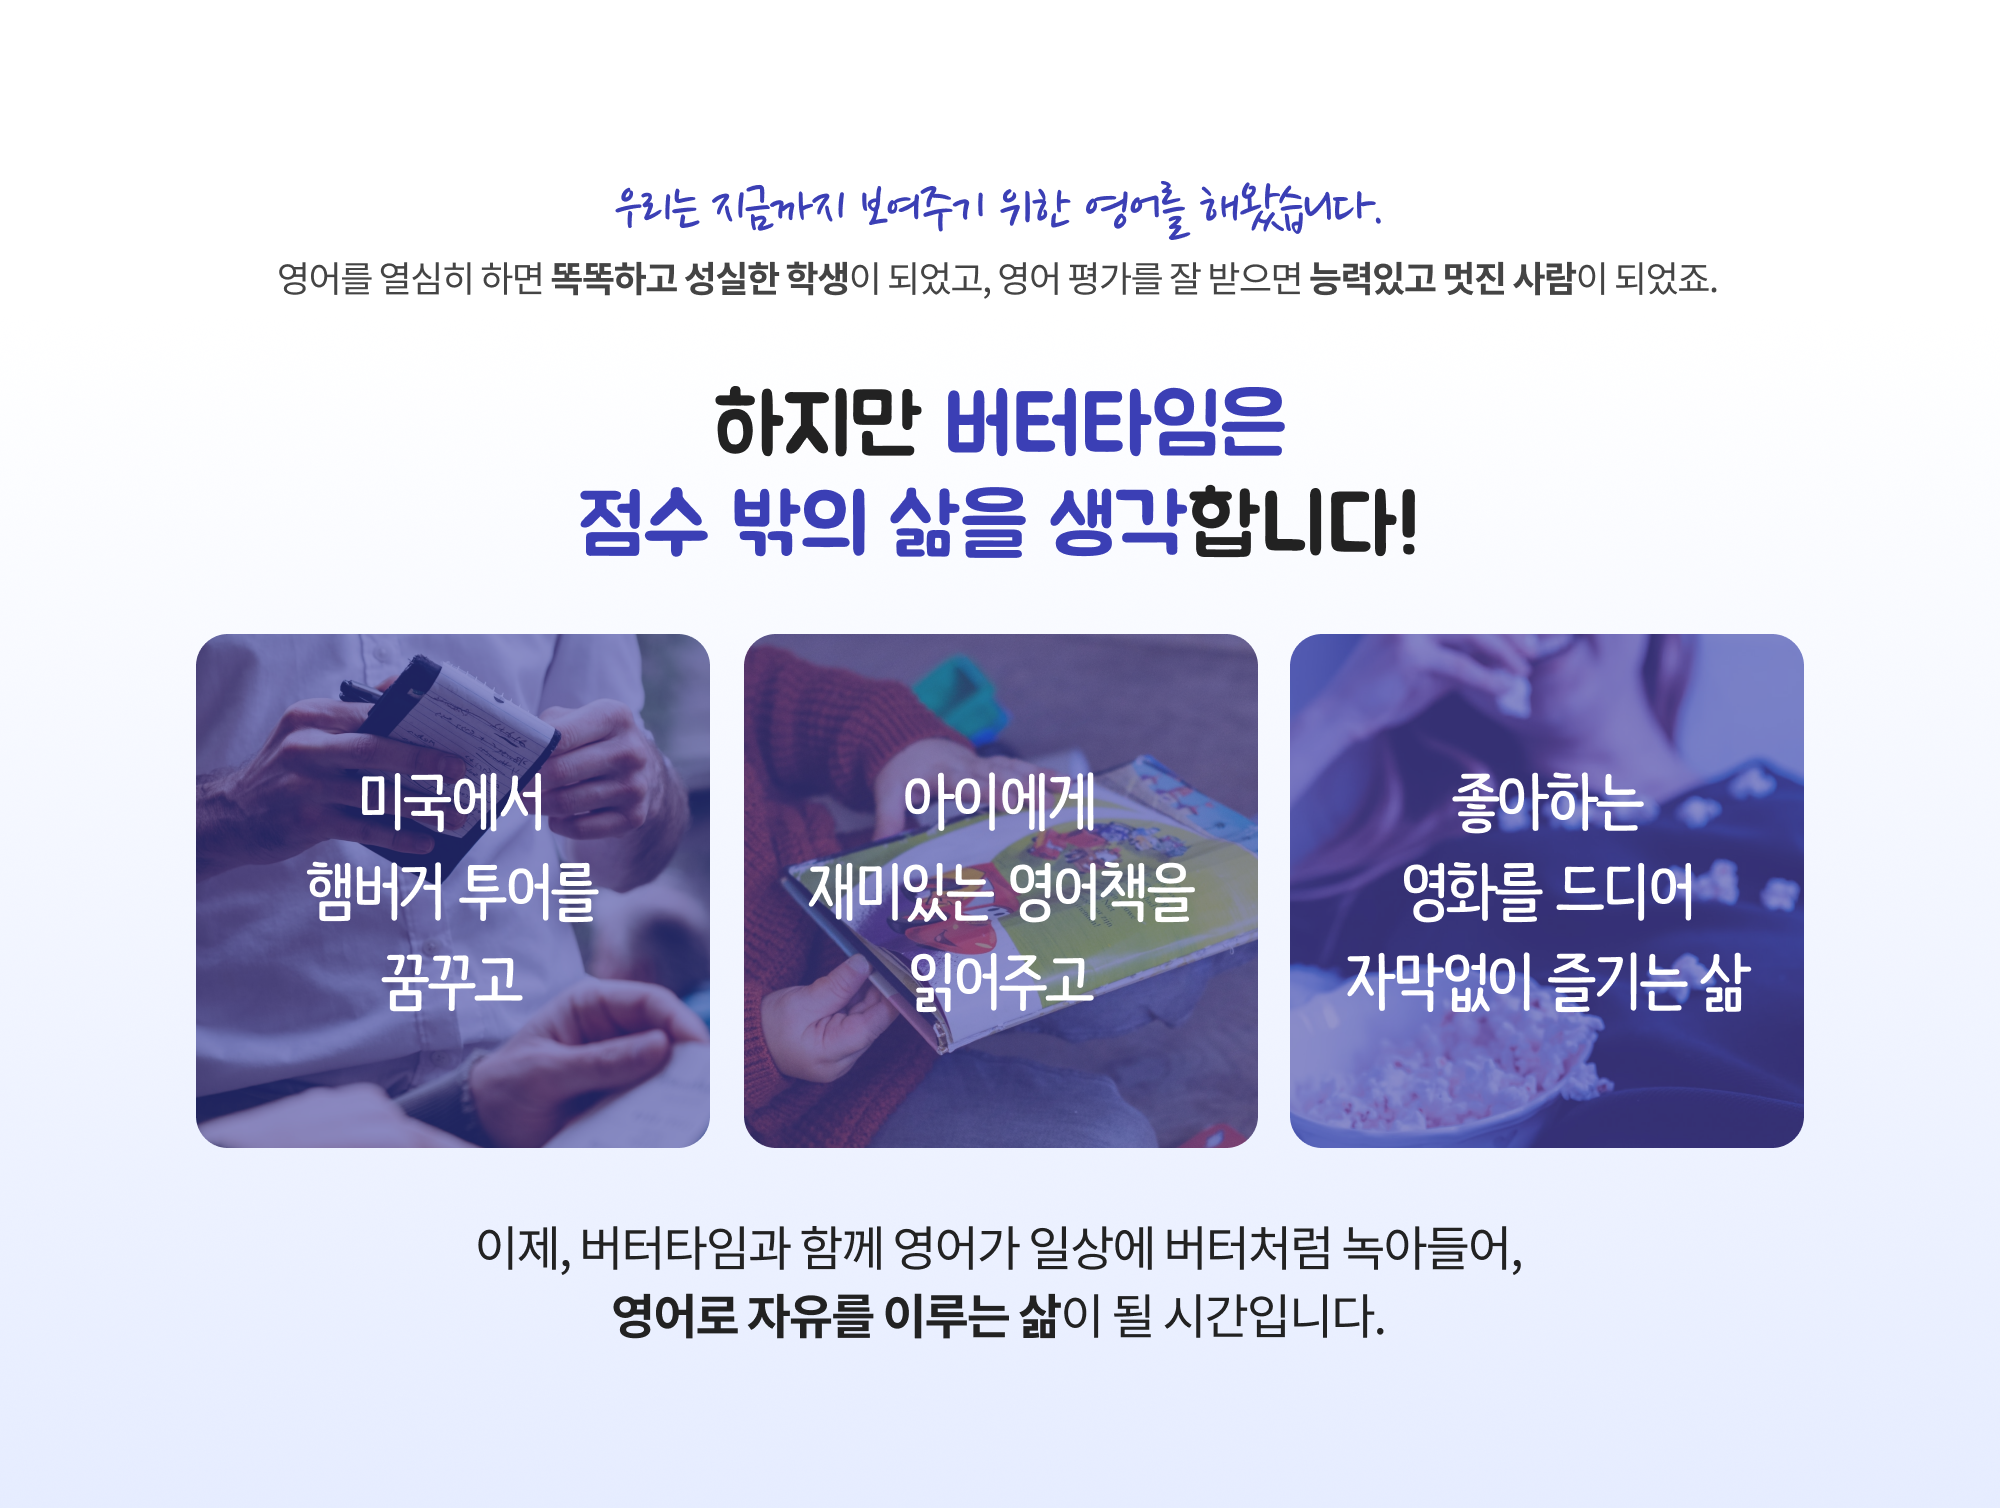 우리는 지금까지 보여주기 위한 영어를 해왔습니다.
영어를 열심히 하면 똑똑하고 성실한 학생이 되었고, 영어 평가를 잘 받으면 능력있고 멋진 사람이 되었죠.
하지만 버터타임은
점수 밖의 삶을 생각합니다!
미국에서
햄버거 투어를
꿈꾸고
아이에게
재미있는 영어책을
읽어주고
좋아하는
영화를 드디어
자막없이 즐기는 삶
이제, 버터타임과 함께 영어가 일상에 버터처럼 녹아들어,
영어로 자유를 이루는 삶이 될 시간입니다.